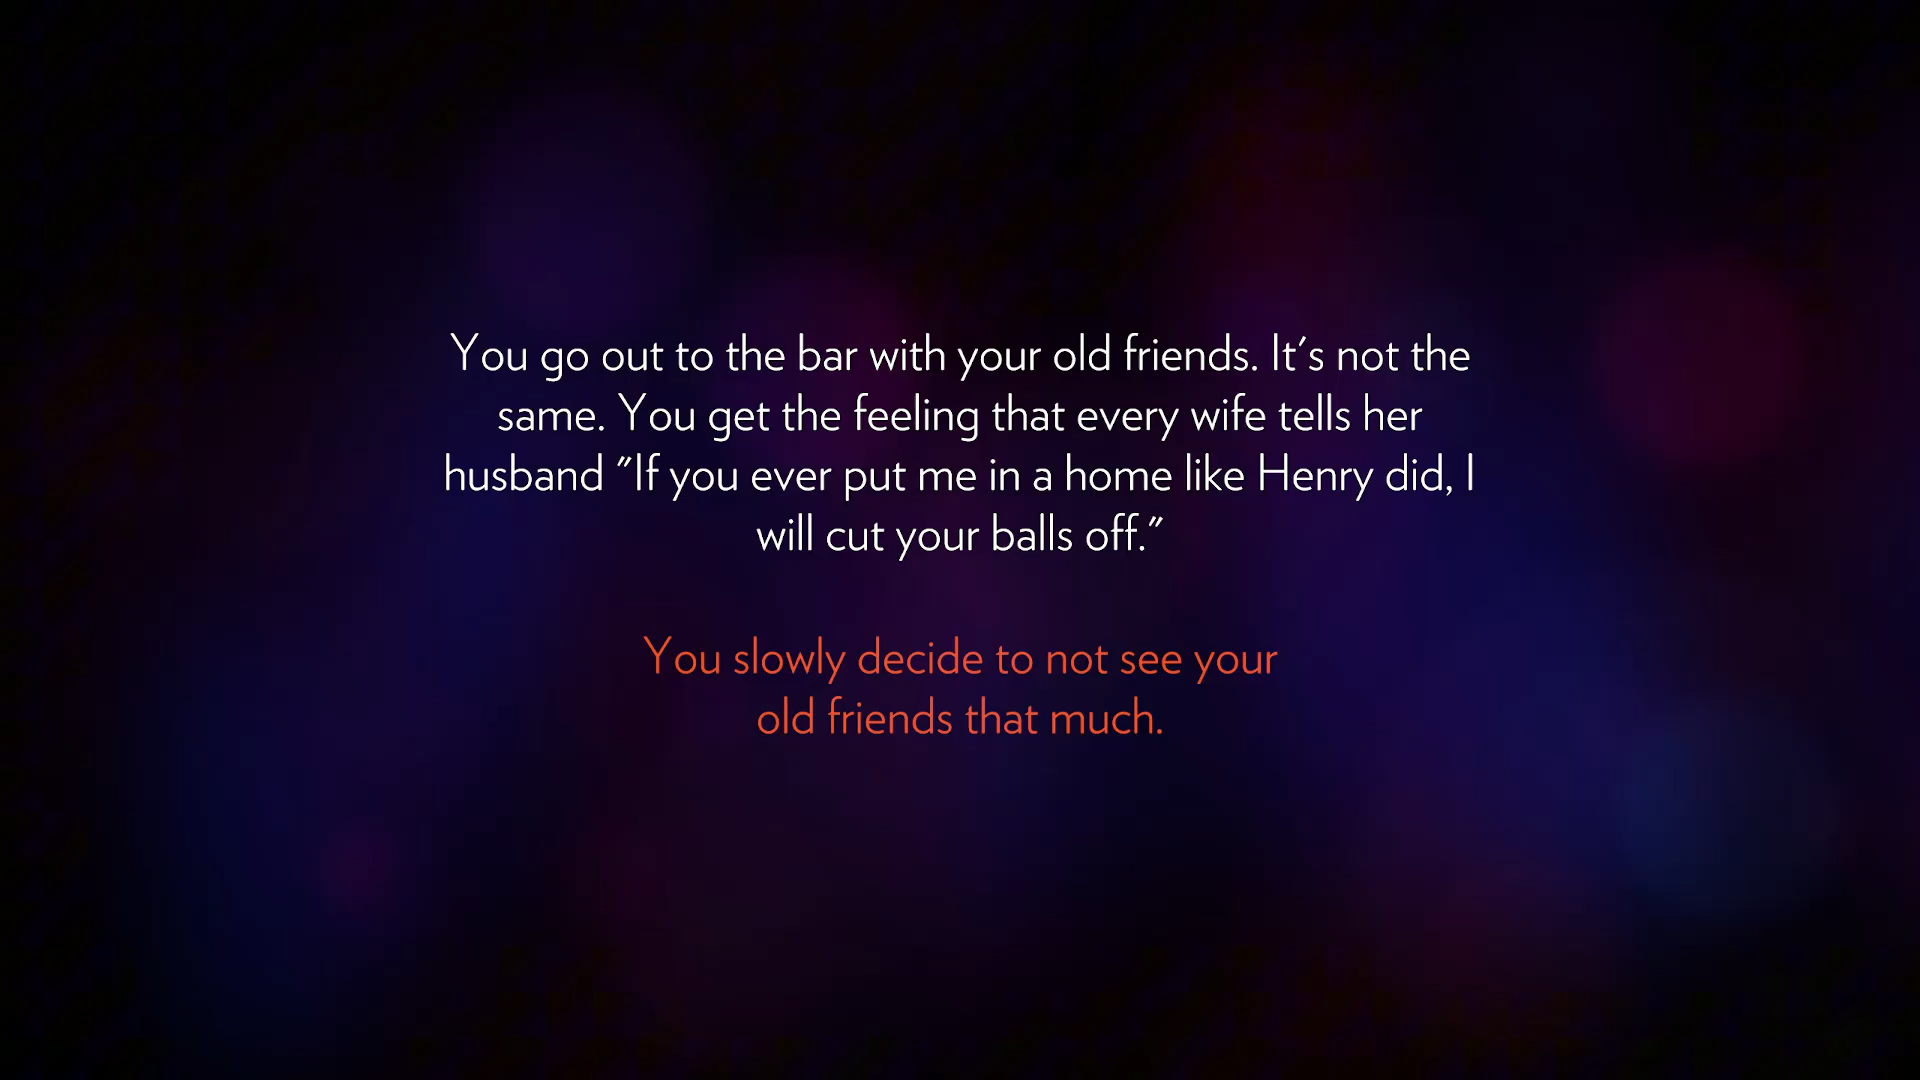 You go out to the bar with your old friends. It's not the
same. You get the feeling that every wife tells her
husband "If you ever put me in a home like Henry did, I
will cut your balls off."
You slowly decide to not see your
old friends that much.